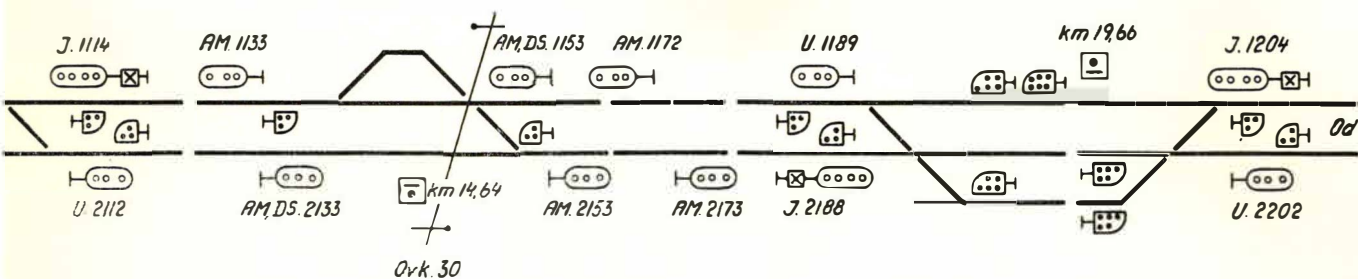 J. 1114
AM. 1133
AM,DS. 1153
AM. 1172
U. 1189
km 19,66
J. 1204
Od
km 14,64
U. 2112
AM,DS. 2133
AM. 2153
AM. 2173
J. 2188
U. 2202
Ovk. 30